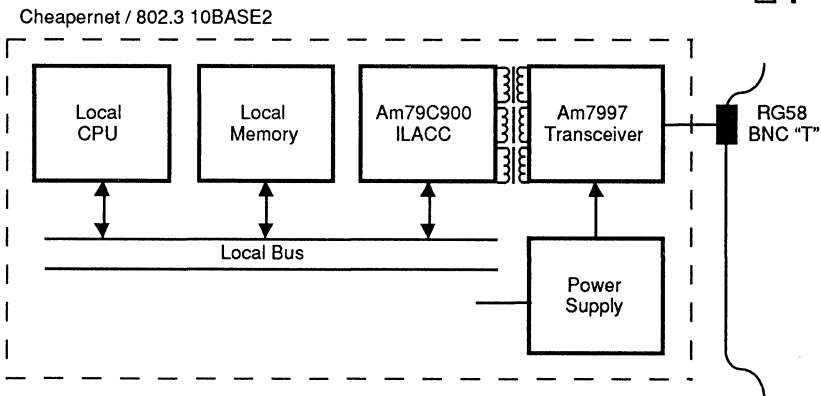 Cheapernet / 802.3 10BASE2
Local
CPU
Local
Memory
Am79C900
ILACC
Am7997
Transceiver
RG58
BNC “T”
Local Bus
Power
Supply